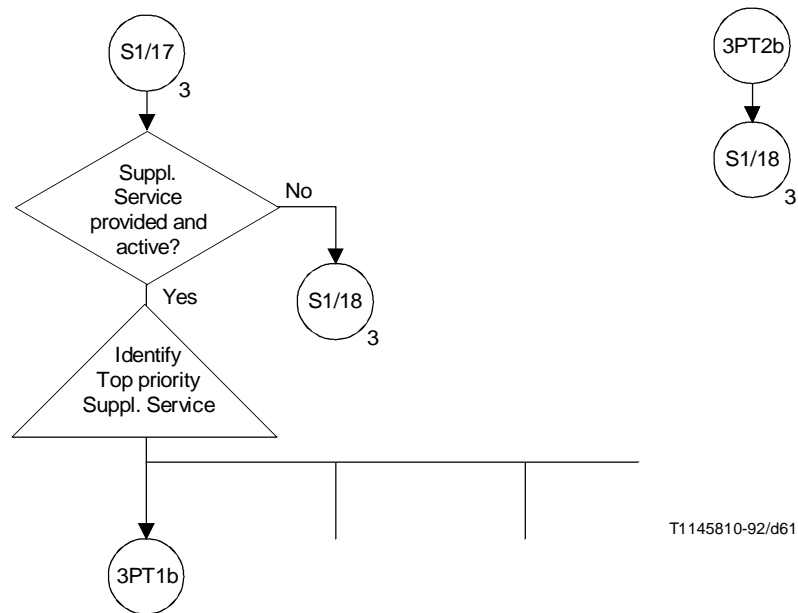 S1/17
3
Suppl.
Service
provided and
active?
No
S1/18
3
Yes
Identify
Top priority
Suppl. Service
3PT1b
3PT2b
S1/18
3
T1145810-92/d61